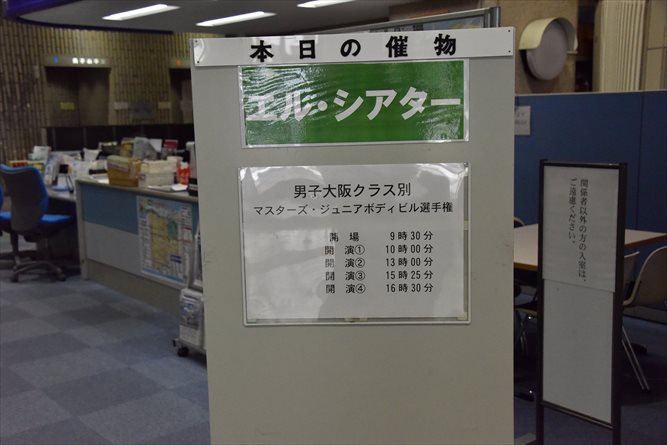 本日の催物
エル・シアター
男子大阪クラス別
マスターズ・ジュニアボディビル選手権
開 場 9時30分
開 演① 10時00分
開 演② 13時00分
開 演③ 15時25分
開 演④ 16時30分
関係者以外の方の入室は、
ご遠慮ください。